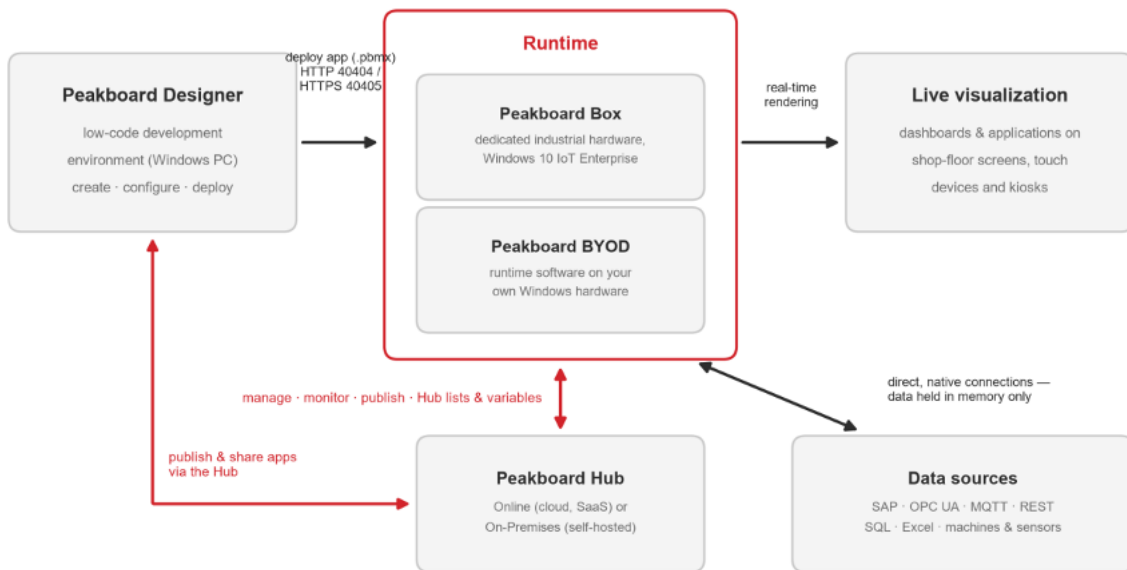 Peakboard Designer
low-code development
environment (Windows PC)
create · configure · deploy
deploy app (.pbmx)
HTTP 40404 /
HTTPS 40405
Runtime
Peakboard Box
dedicated industrial hardware,
Windows 10 IoT Enterprise
Peakboard BYOD
runtime software on your
own Windows hardware
real-time
rendering
Live visualization
dashboards & applications on
shop-floor screens, touch
devices and kiosks
manage · monitor · publish · Hub lists & variables
direct, native connections —
data held in memory only
publish & share apps
via the Hub
Peakboard Hub
Online (cloud, SaaS) or
On-Premises (self-hosted)
Data sources
SAP · OPC UA · MQTT · REST
SQL · Excel · machines & sensors